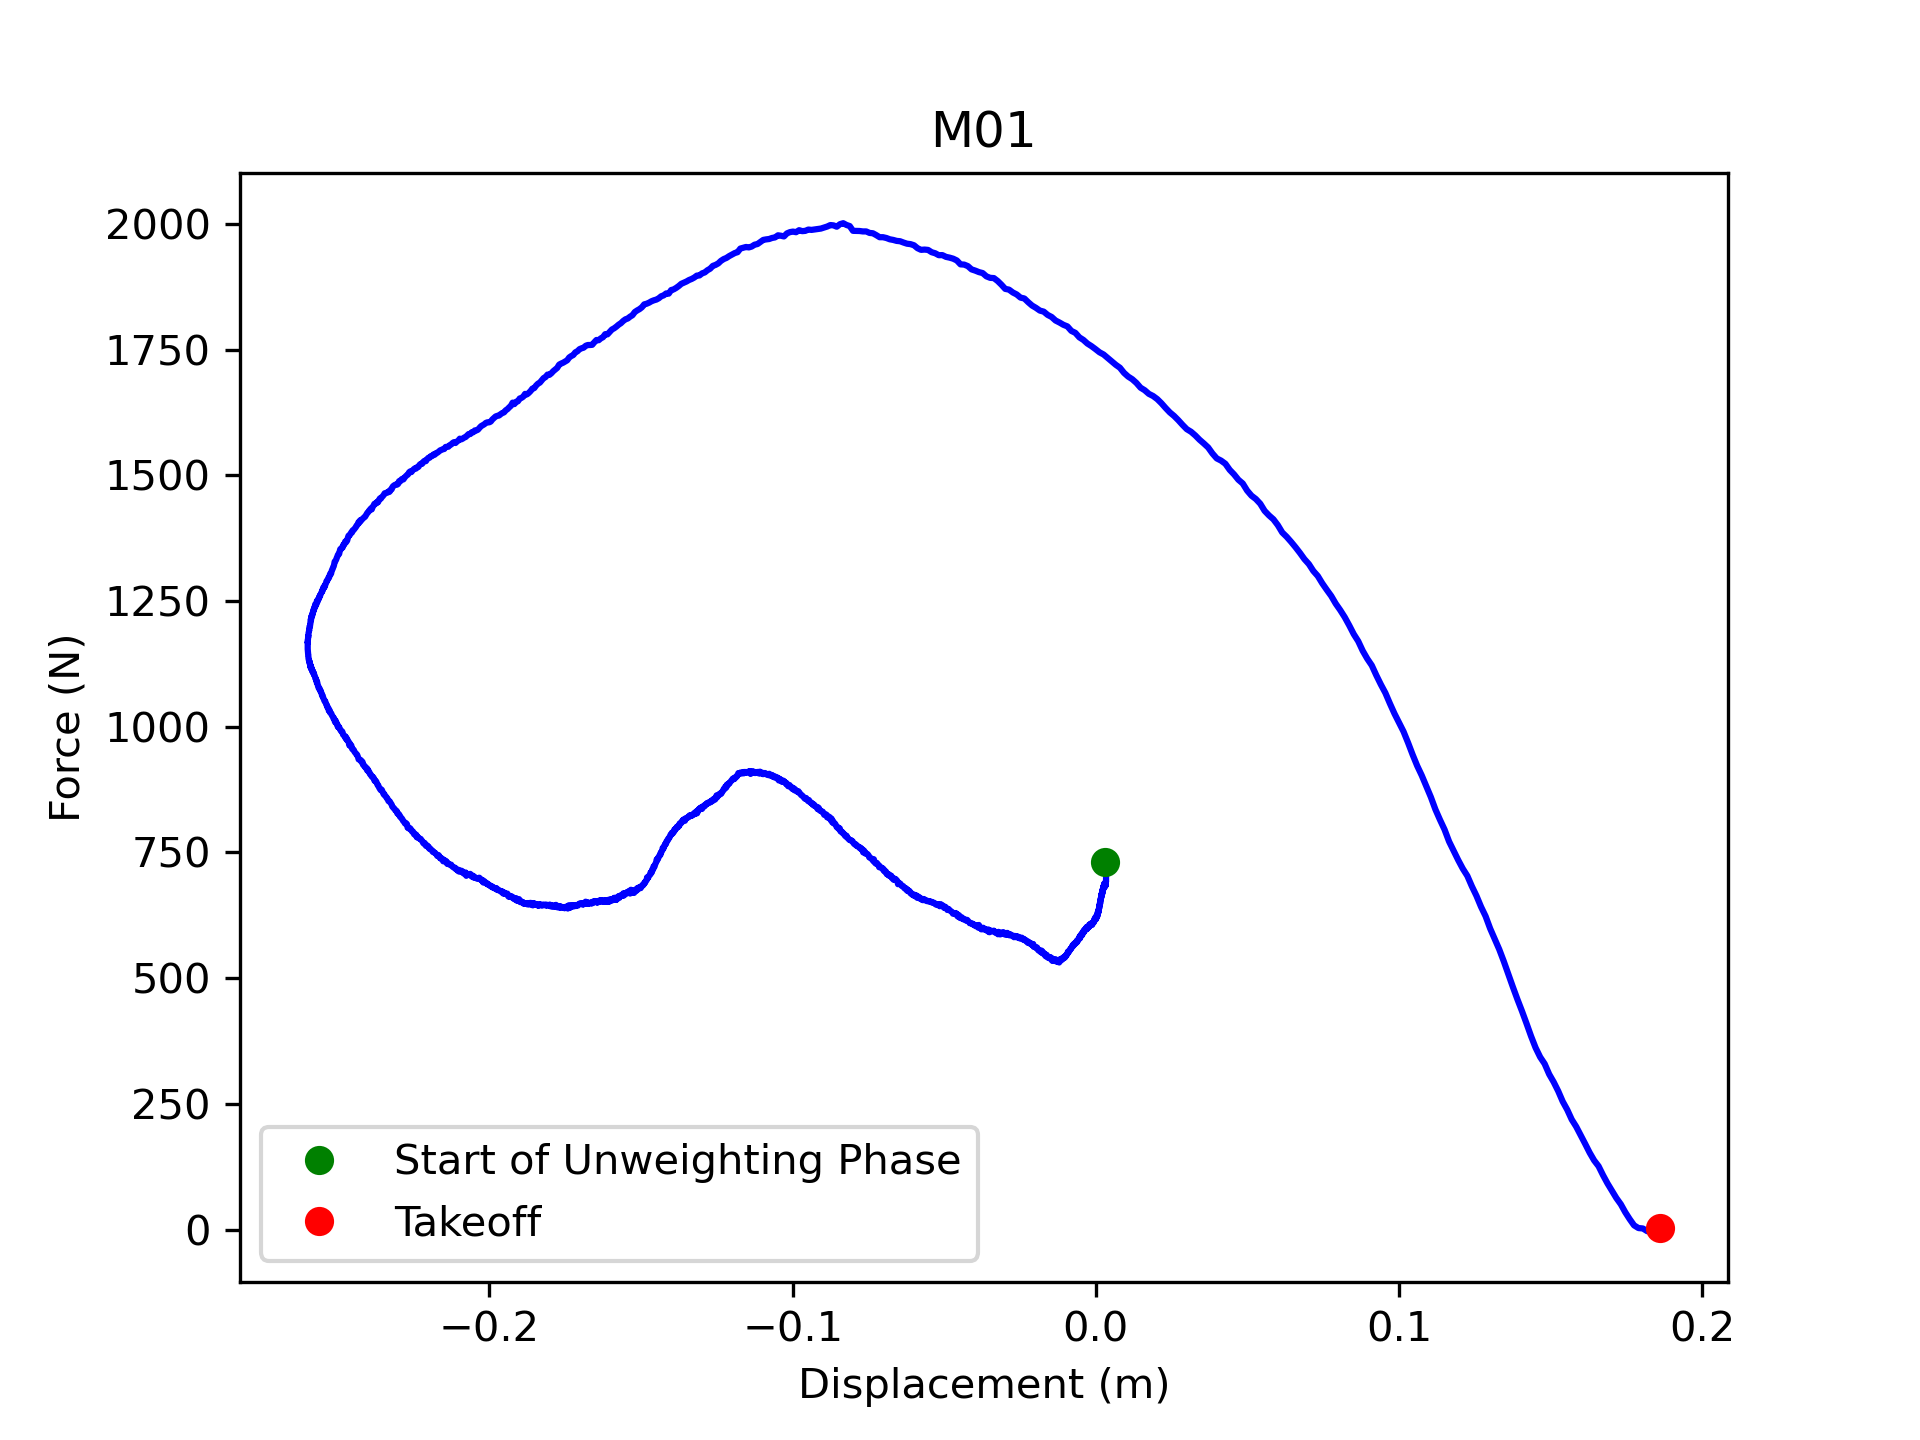 M01
2000
1750
1500
1250
1000
750
500
250
0
Force (N)
Start of Unweighting Phase
Takeoff
−0.2
−0.1
0.0
0.1
0.2
Displacement (m)